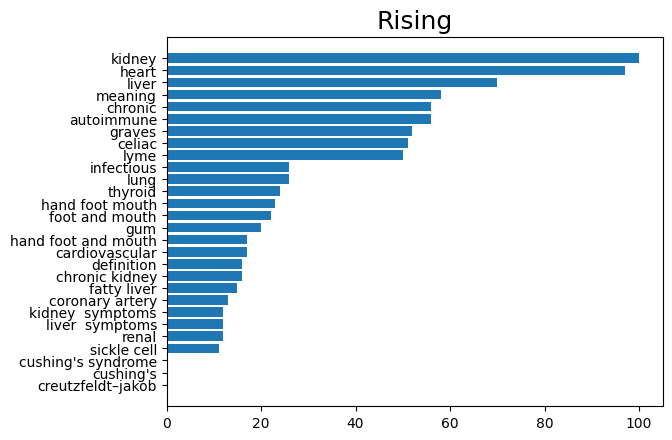 Rising
kidney
heart
liver
meaning
chronic
autoimmune
graves
celiac
lyme
infectious
lung
thyroid
hand foot mouth
foot and mouth
gum
hand foot and mouth
cardiovascular
definition
chronic kidney
fatty liver
coronary artery
kidney  symptoms
liver  symptoms
renal
sickle cell
cushing's syndrome
cushing's
creutzfeldt–jakob
0 20 40 60 80 100